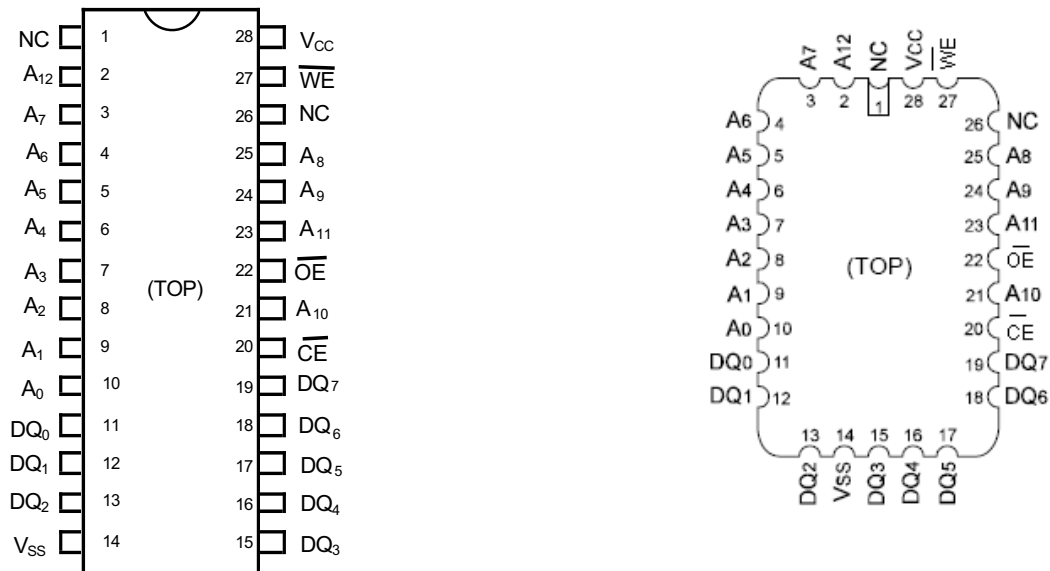 NC 1 28 VCC
A12 2 27 WE
A7 3 26 NC
A6 4 25 A8
A5 5 24 A9
A4 6 23 A11
A3 7 22 OE
(TOP)
A2 8 21 A10
A1 9 20 CE
A0 10 19 DQ7
DQ0 11 18 DQ6
DQ1 12 17 DQ5
DQ2 13 16 DQ4
VSS 14 15 DQ3
A7 A12 NC VCC WE
3 2 1 28 27
A6 4 26 NC
A5 5 25 A8
A4 6 24 A9
A3 7 23 A11
A2 8 (TOP) 22 OE
A1 9 21 A10
A0 10 20 CE
DQ0 11 19 DQ7
DQ1 12 18 DQ6
13 14 15 16 17
DQ2 VSS DQ3 DQ4 DQ5